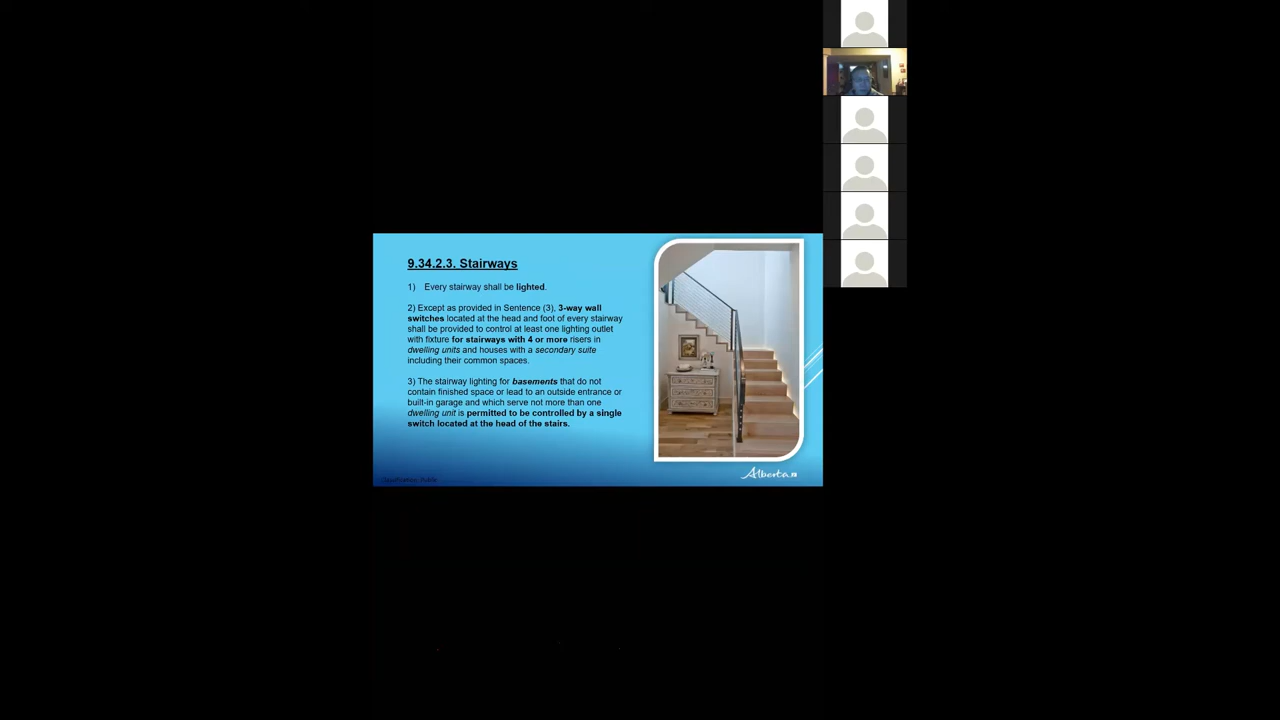 9.34.2.3. Stairways
1) Every stairway shall be lighted.
2) Except as provided in Sentence (3), 3-way wall
switches located at the head and foot of every stairway
shall be provided to control at least one lighting outlet
with fixture for stairways with 4 or more risers in
dwelling units and houses with a secondary suite
including their common spaces.
3) The stairway lighting for basements that do not
contain finished space or lead to an outside entrance or
built-in garage and which serve not more than one
dwelling unit is permitted to be controlled by a single
switch located at the head of the stairs.
Alberta
Classification: Public